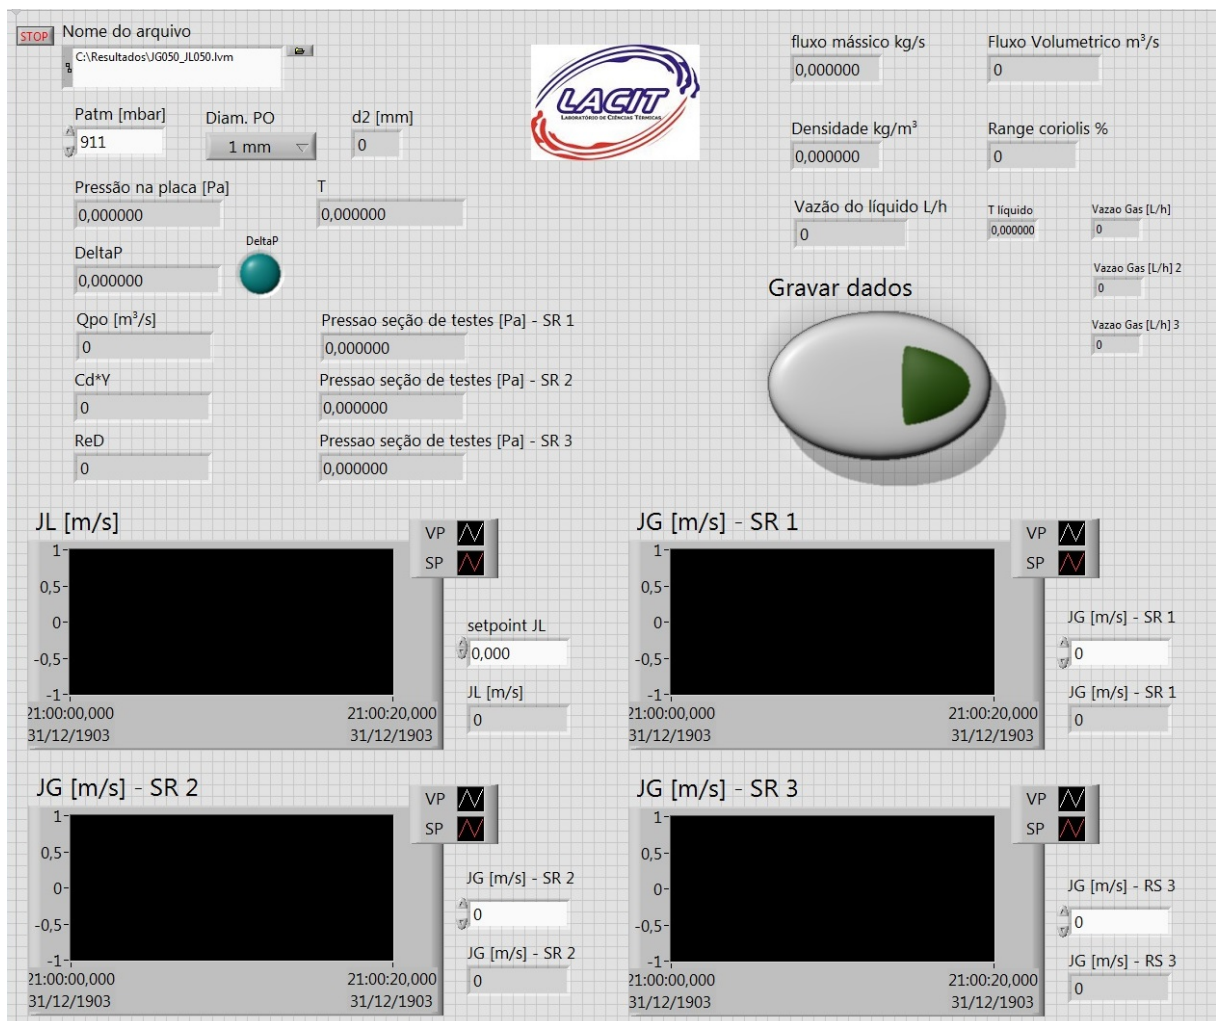 STOP
Nome do arquivo
C:\Resultados\JG050_JL050.lvm
LACIT
LABORATÓRIO DE CIÊNCIAS TÉRMICAS
fluxo mássico kg/s
0,000000
Fluxo Volumetrico m³/s
0
Patm [mbar]
911
Diam. PO
1 mm
d2 [mm]
0
Densidade kg/m³
0,000000
Range coriolis %
0
Pressão na placa [Pa]
0,000000
T
0,000000
Vazão do líquido L/h
0
T líquido
0,000000
Vazao Gas [L/h]
0
DeltaP
0,000000
DeltaP
Vazao Gas [L/h] 2
0
Gravar dados
Vazao Gas [L/h] 3
0
Qpo [m³/s]
0
Pressao seção de testes [Pa] - SR 1
0,000000
Cd*Y
0
Pressao seção de testes [Pa] - SR 2
0,000000
ReD
0
Pressao seção de testes [Pa] - SR 3
0,000000
JL [m/s]
VP
SP
1
0,5
0
-0,5
-1
21:00:00,000
31/12/1903
21:00:20,000
31/12/1903
setpoint JL
0,000
JL [m/s]
0
JG [m/s] - SR 1
VP
SP
1
0,5
0
-0,5
-1
21:00:00,000
31/12/1903
21:00:20,000
31/12/1903
JG [m/s] - SR 1
0
JG [m/s] - SR 1
0
JG [m/s] - SR 2
VP
SP
1
0,5
0
-0,5
-1
21:00:00,000
31/12/1903
21:00:20,000
31/12/1903
JG [m/s] - SR 2
0
JG [m/s] - SR 2
0
JG [m/s] - SR 3
VP
SP
1
0,5
0
-0,5
-1
21:00:00,000
31/12/1903
21:00:20,000
31/12/1903
JG [m/s] - RS 3
0
JG [m/s] - RS 3
0